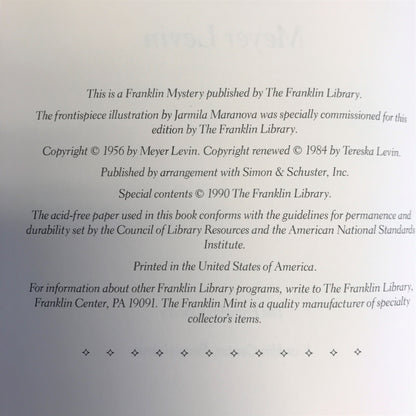 Meyer Levin
This is a Franklin Mystery published by The Franklin Library.
The frontispiece illustration by Jarmila Maranova was specially commissioned for this
edition by The Franklin Library.
Copyright © 1956 by Meyer Levin. Copyright renewed © 1984 by Tereska Levin.
Published by arrangement with Simon & Schuster, Inc.
Special contents © 1990 The Franklin Library.
The acid-free paper used in this book conforms with the guidelines for permanence and
durability set by the Council of Library Resources and the American National Standards
Institute.
Printed in the United States of America.
For information about other Franklin Library programs, write to The Franklin Library,
Franklin Center, PA 19091. The Franklin Mint is a quality manufacturer of specialty
collector's items.